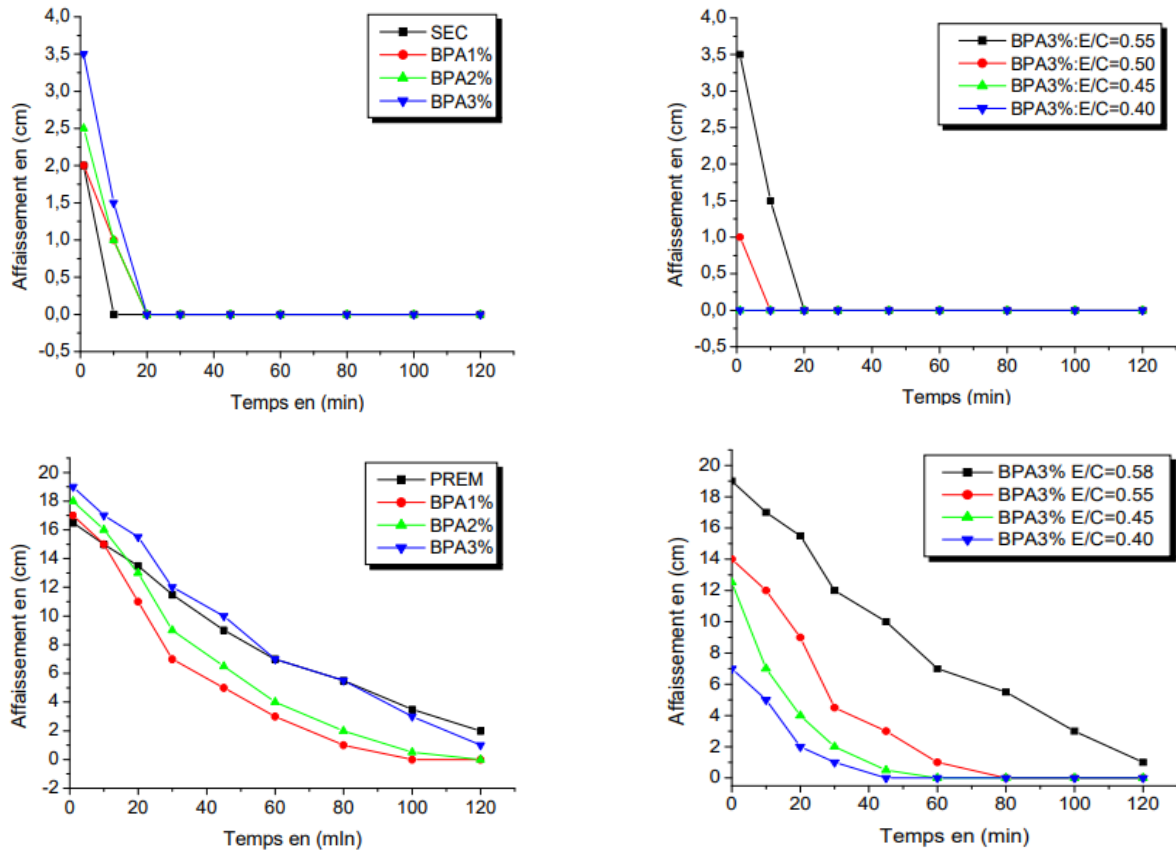 4,0
3,5
3,0
2,5
2,0
1,5
1,0
0,5
0,0
-0,5
Affaissement en (cm)
SEC
BPA1%
BPA2%
BPA3%
0 20 40 60 80 100 120
Temps en (min)
4,0
3,5
3,0
2,5
2,0
1,5
1,0
0,5
0,0
-0,5
Affaissement en (cm)
BPA3%:E/C=0.55
BPA3%:E/C=0.50
BPA3%:E/C=0.45
BPA3%:E/C=0.40
0 20 40 60 80 100 120
Temps (min)
20
18
16
14
12
10
8
6
4
2
0
-2
Affaissement en (cm)
PREM
BPA1%
BPA2%
BPA3%
0 20 40 60 80 100 120
Temps en (mIn)
20
18
16
14
12
10
8
6
4
2
0
Affaissement en (cm)
BPA3% E/C=0.58
BPA3% E/C=0.55
BPA3% E/C=0.45
BPA3% E/C=0.40
0 20 40 60 80 100 120
Temps en (min)